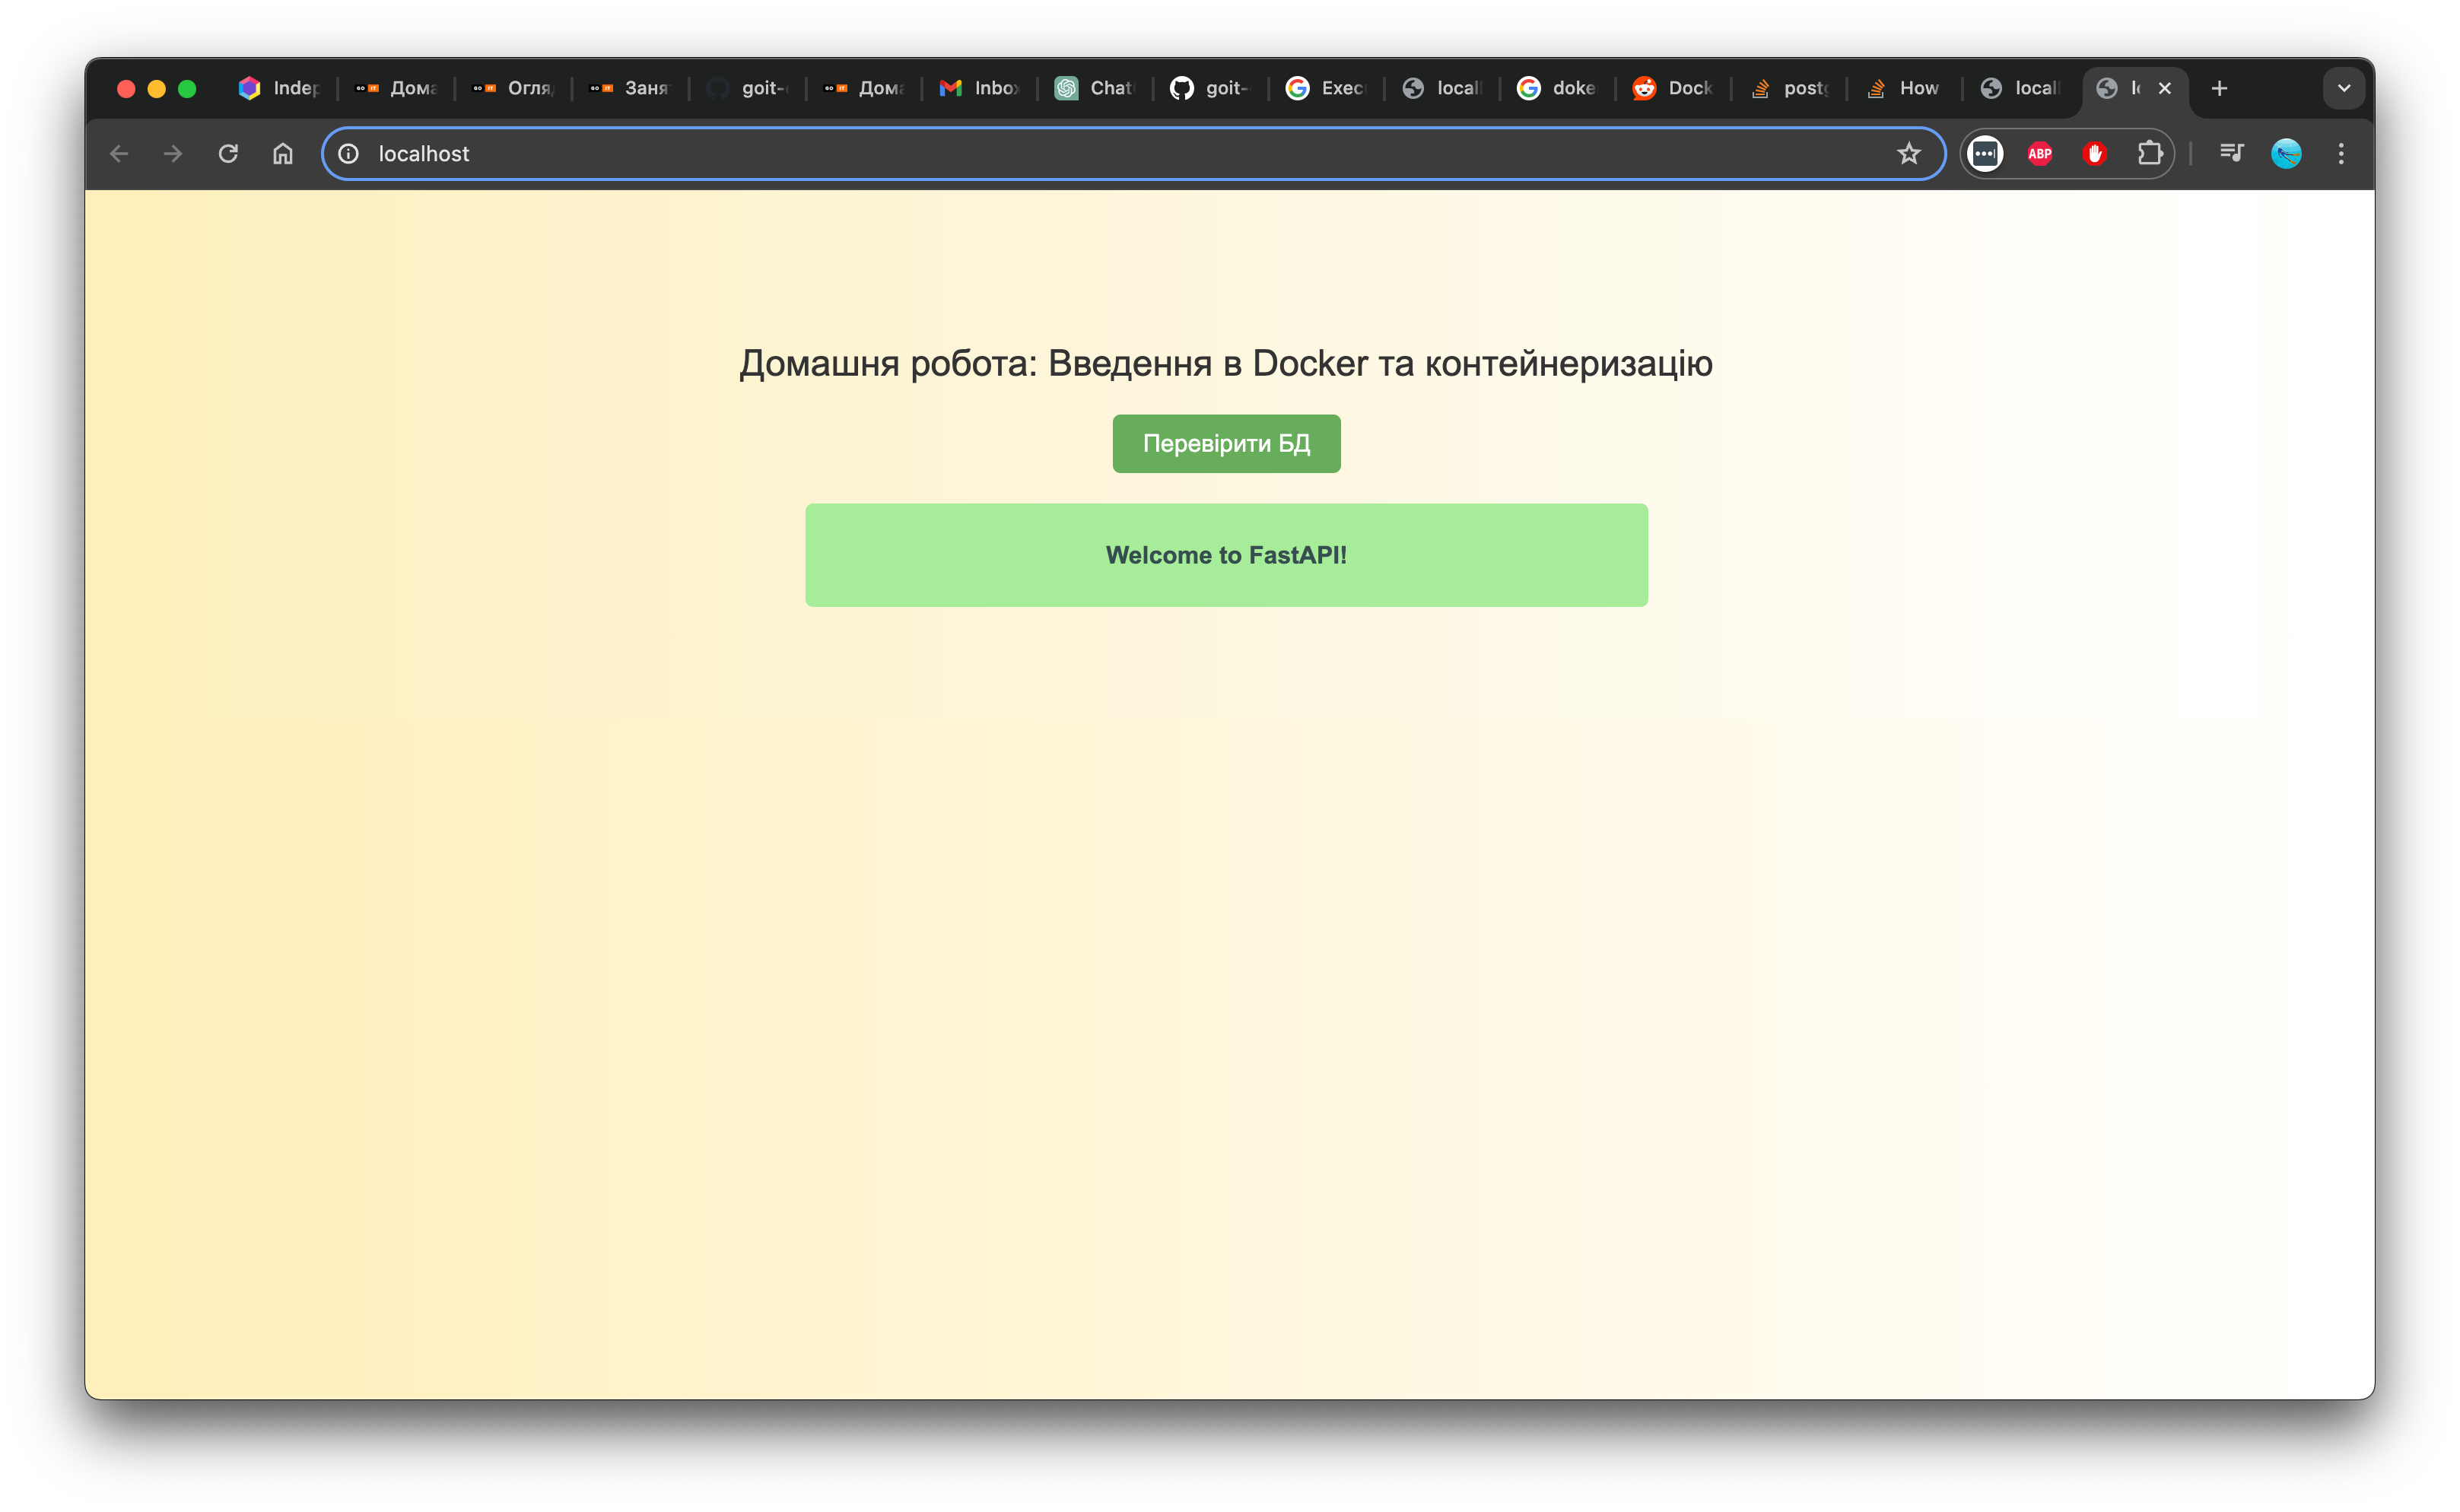 Indep Дома Огля Заня goit- Дома Inbox Chat goit- Exec local doke Dock postg How local
localhost
ABP
Домашня робота: Введення в Docker та контейнеризацію
Перевірити БД
Welcome to FastAPI!